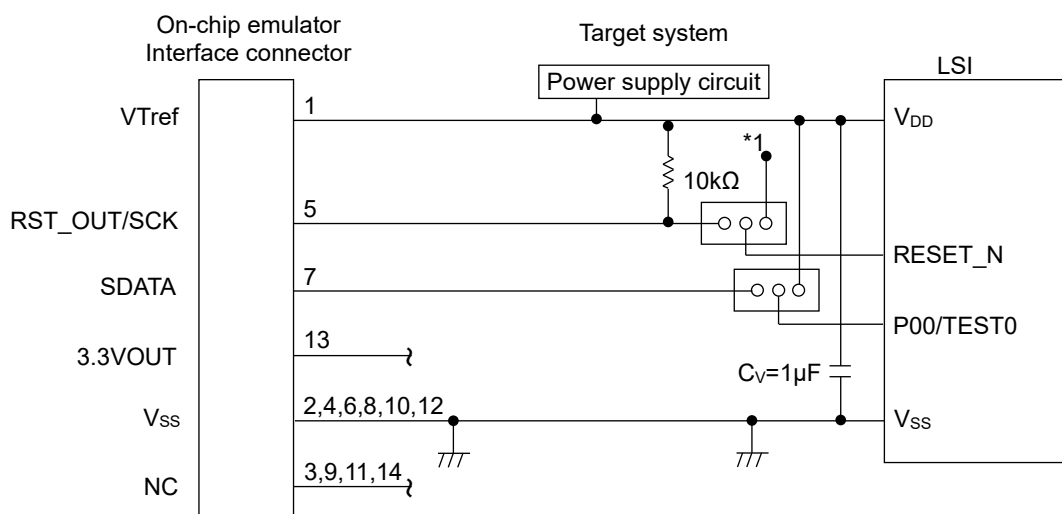 On-chip emulator
Interface connector
Target system
Power supply circuit
LSI
VTref
1
VDD
*1
10kΩ
RST_OUT/SCK
5
RESET_N
SDATA
7
P00/TEST0
3.3VOUT
13
CV=1µF
VSS
2,4,6,8,10,12
VSS
NC
3,9,11,14